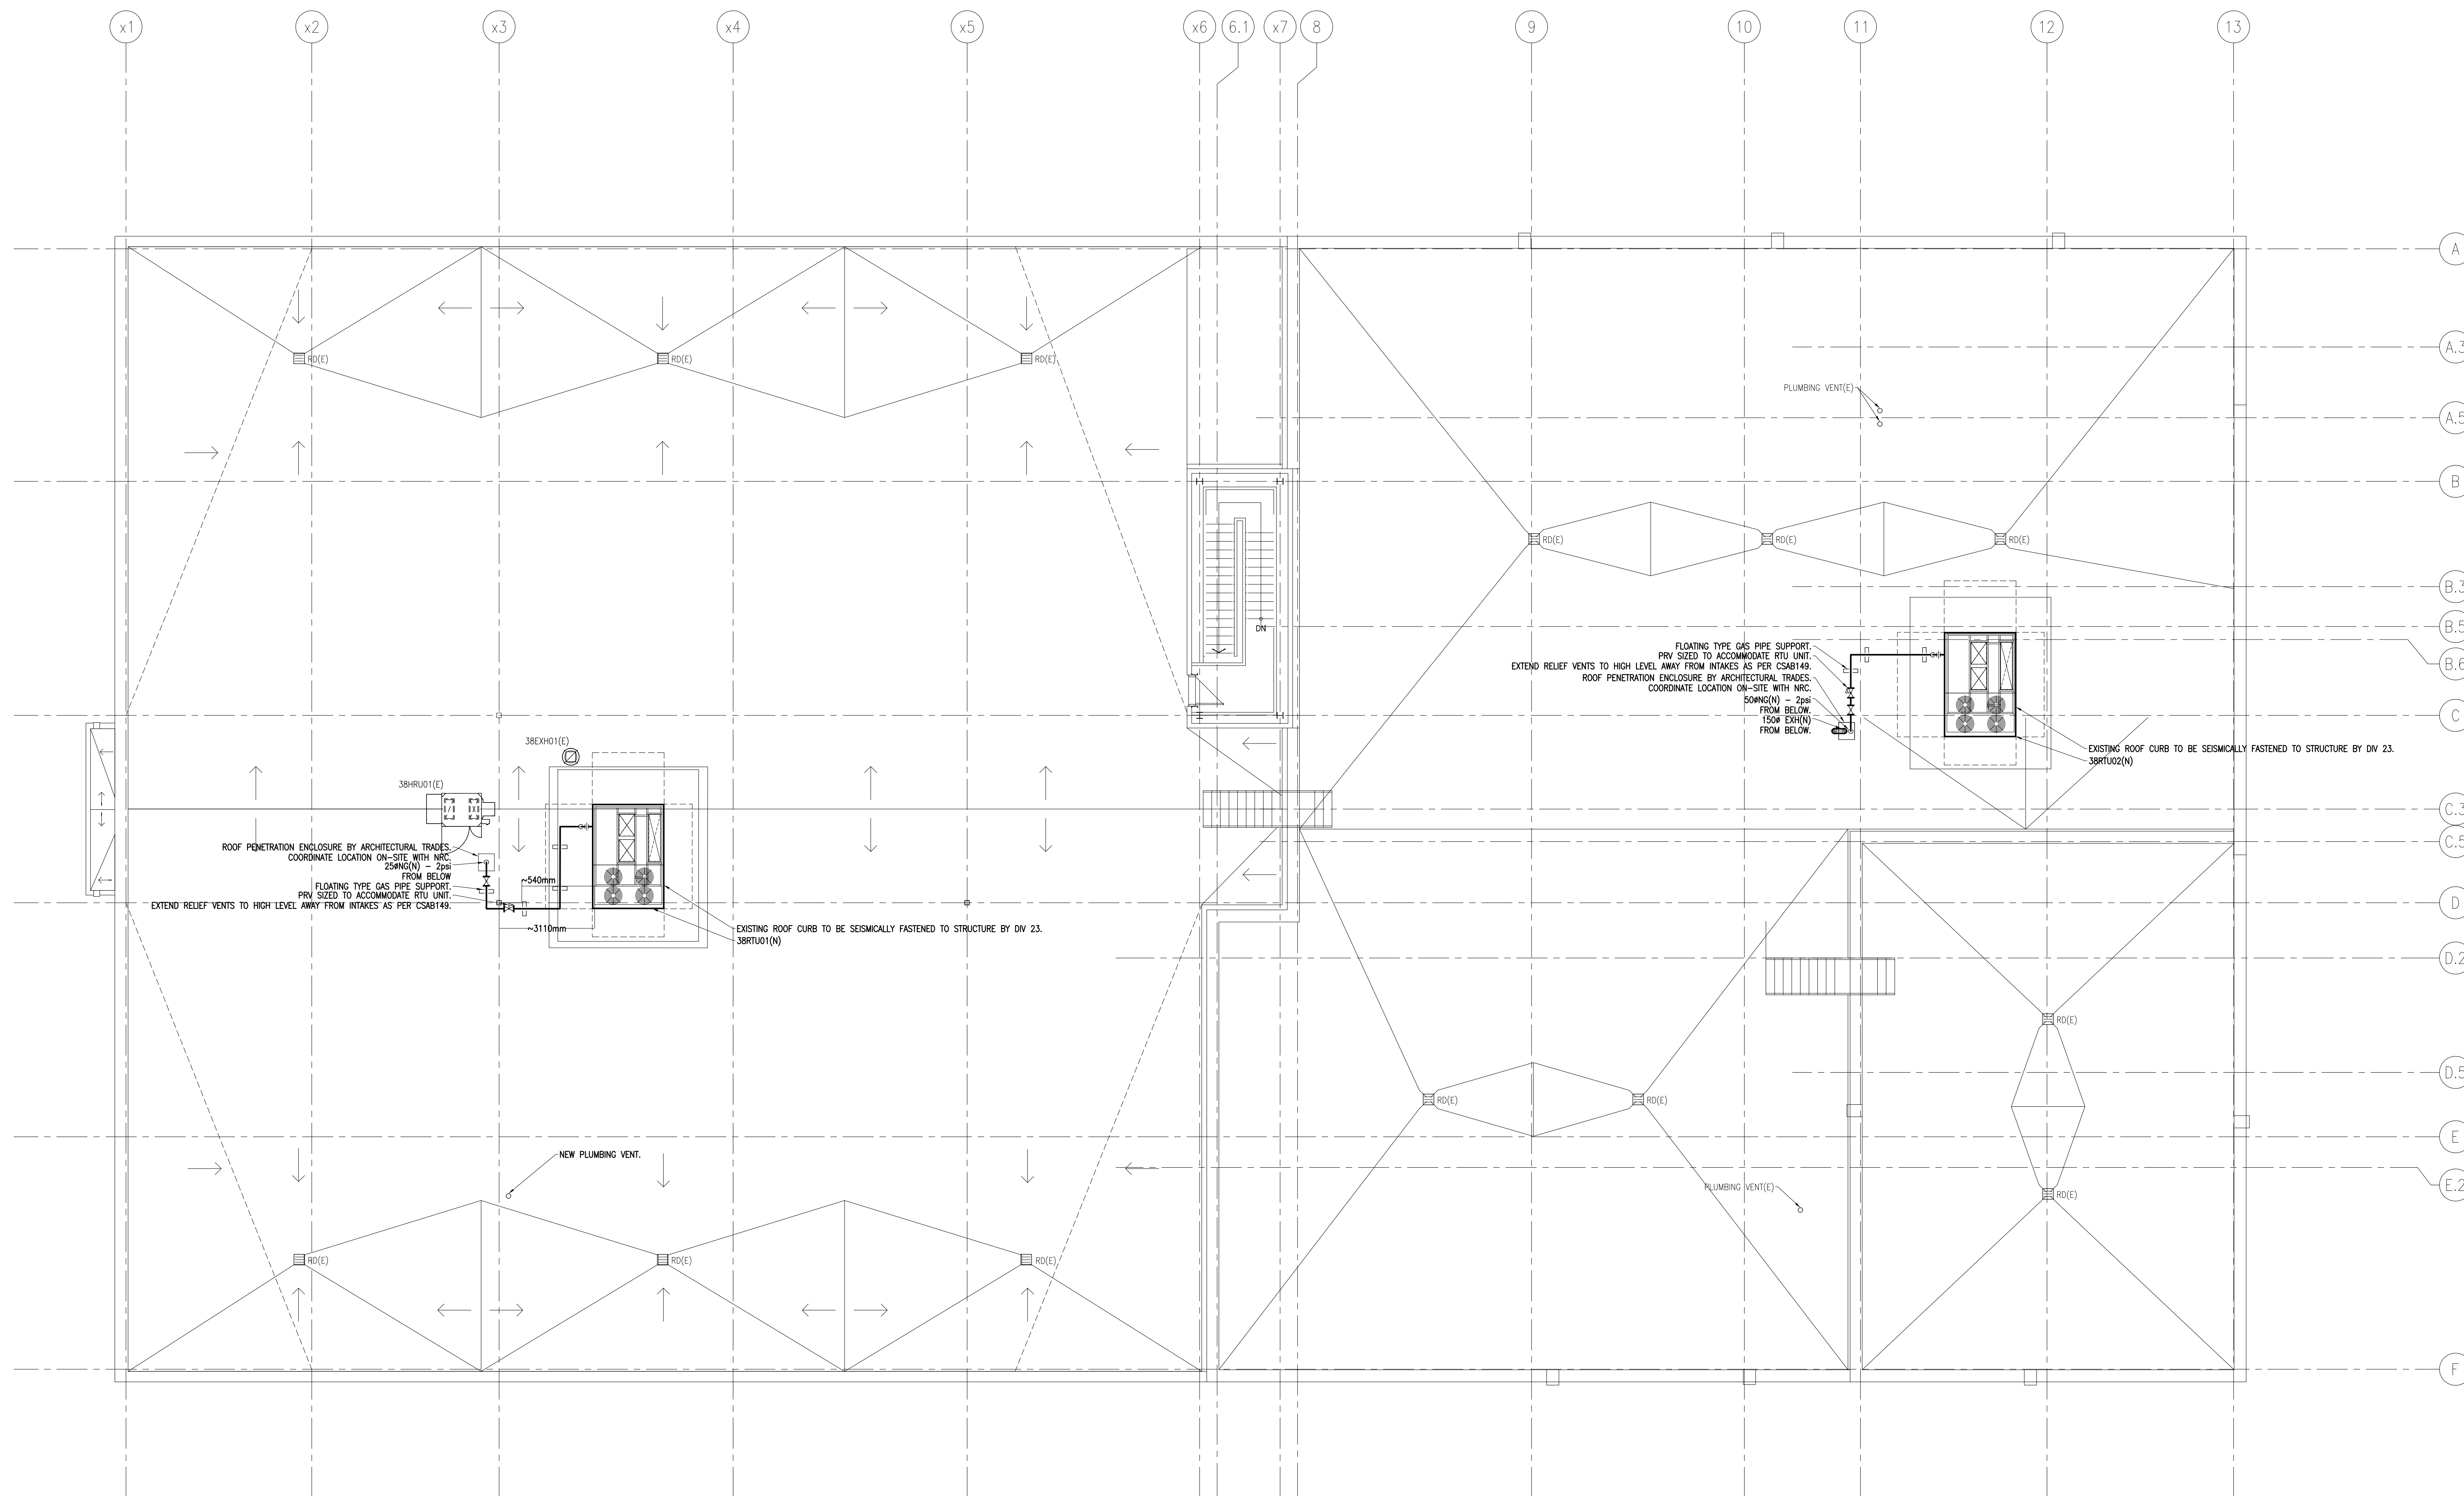 x1
x2
x3
x4
x5
x6
6.1
x7
8
9
10
11
12
13
A
RD(E)
RD(E)
RD(E)
PLUMBING VENT(E)
B
RD(E)
RD(E)
RD(E)
DN
FLOATING TYPE GAS PIPE SUPPORT.
PRV SIZED TO ACCOMMODATE RTU UNIT.
EXTEND RELIEF VENTS TO HIGH LEVEL AWAY FROM INTAKES AS PER CSAB149.
ROOF PENETRATION ENCLOSURE BY ARCHITECTURAL TRADES.
COORDINATE LOCATION ON-SITE WITH NRC.
50øNG(N) - 2psi
FROM BELOW.
150ø EXH(N)
FROM BELOW.
C
EXISTING ROOF CURB TO BE SEISMICALLY FASTENED TO STRUCTURE BY DIV 23.
38RTU02(N)
38EXH01(E)
38HRU01(E)
ROOF PENETRATION ENCLOSURE BY ARCHITECTURAL TRADES.
COORDINATE LOCATION ON-SITE WITH NRC.
25øNG(N) - 2psi
FROM BELOW
FLOATING TYPE GAS PIPE SUPPORT.
PRV SIZED TO ACCOMMODATE RTU UNIT.
EXTEND RELIEF VENTS TO HIGH LEVEL AWAY FROM INTAKES AS PER CSAB149.
~540mm
~3110mm
EXISTING ROOF CURB TO BE SEISMICALLY FASTENED TO STRUCTURE BY DIV 23.
38RTU01(N)
D
RD(E)
RD(E)
RD(E)
E
NEW PLUMBING VENT.
PLUMBING VENT(E)
RD(E)
RD(E)
RD(E)
RD(E)
F
A.3
A.5
B.3
B.5
B.6
C.3
C.5
D.2
D.5
E.2